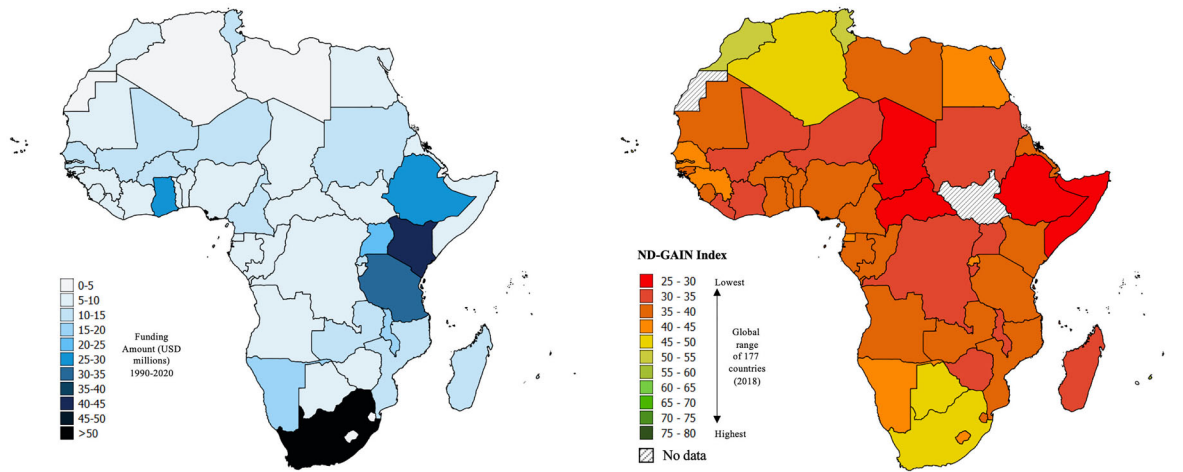 0-5
5-10
10-15
15-20
20-25
25-30
30-35
35-40
40-45
45-50
>50
Funding
Amount (USD
millions)
1990-2020
ND-GAIN Index
25 - 30
30 - 35
35 - 40
40 - 45
45 - 50
50 - 55
55 - 60
60 - 65
65 - 70
70 - 75
75 - 80
Lowest
Global
range
of 177
countries
(2018)
Highest
No data